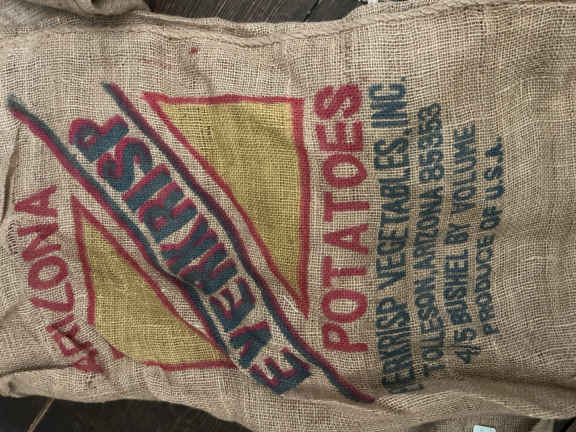 ARIZONA
EVERKRISP
POTATOES
EVERKRISP VEGETABLES, INC.
TOLLESON, ARIZONA 85353
4/5 BUSHEL BY VOLUME
PRODUCE OF U.S.A.